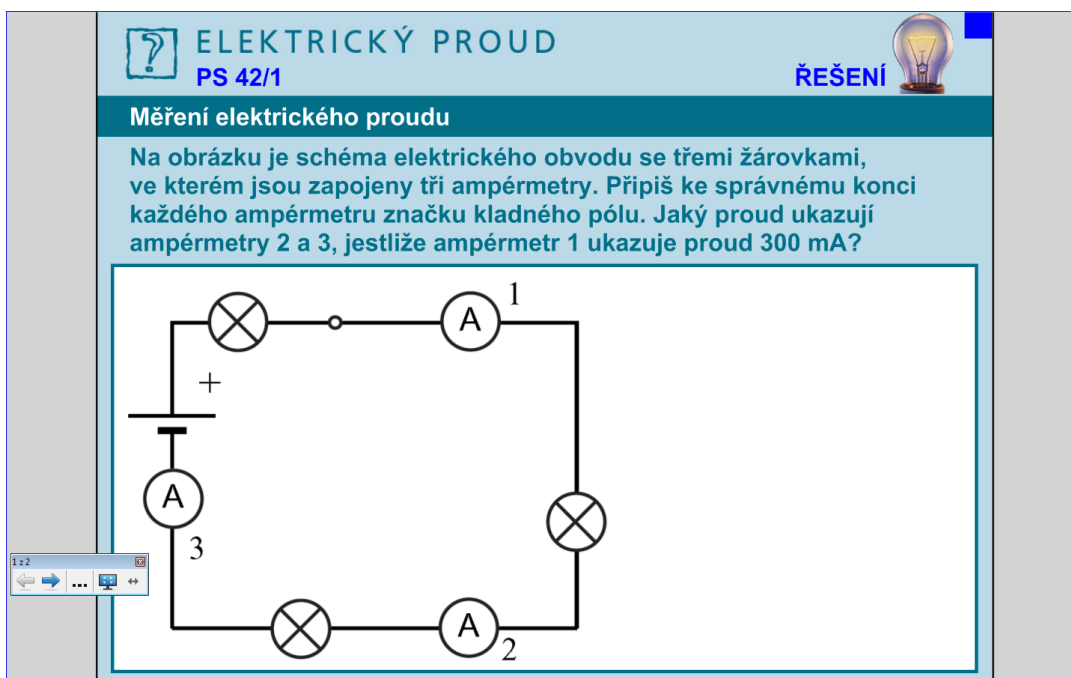 ELEKTRICKÝ PROUD
PS 42/1
ŘEŠENÍ
Měření elektrického proudu
Na obrázku je schéma elektrického obvodu se třemi žárovkami,
ve kterém jsou zapojeny tři ampérmetry. Připiš ke správnému konci
každého ampérmetru značku kladného pólu. Jaký proud ukazují
ampérmetry 2 a 3, jestliže ampérmetr 1 ukazuje proud 300 mA?
A
1
+
A
3
A
2
1 z 2
...